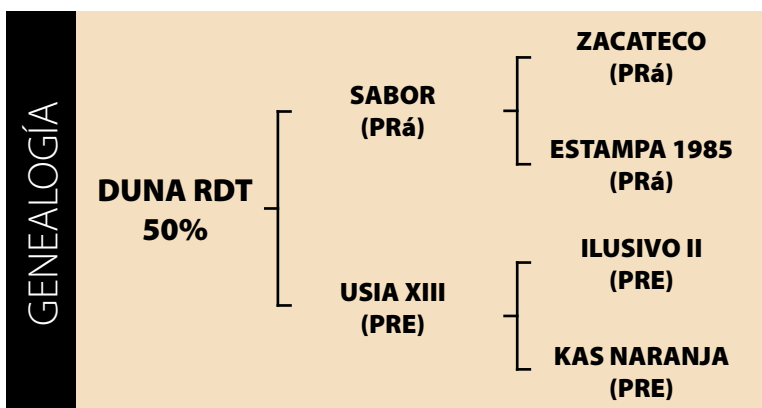 GENEALOGÍA
DUNA RDT
50%
SABOR
(PRá)
USIA XIII
(PRE)
ZACATECO
(PRá)
ESTAMPA 1985
(PRá)
ILUSIVO II
(PRE)
KAS NARANJA
(PRE)